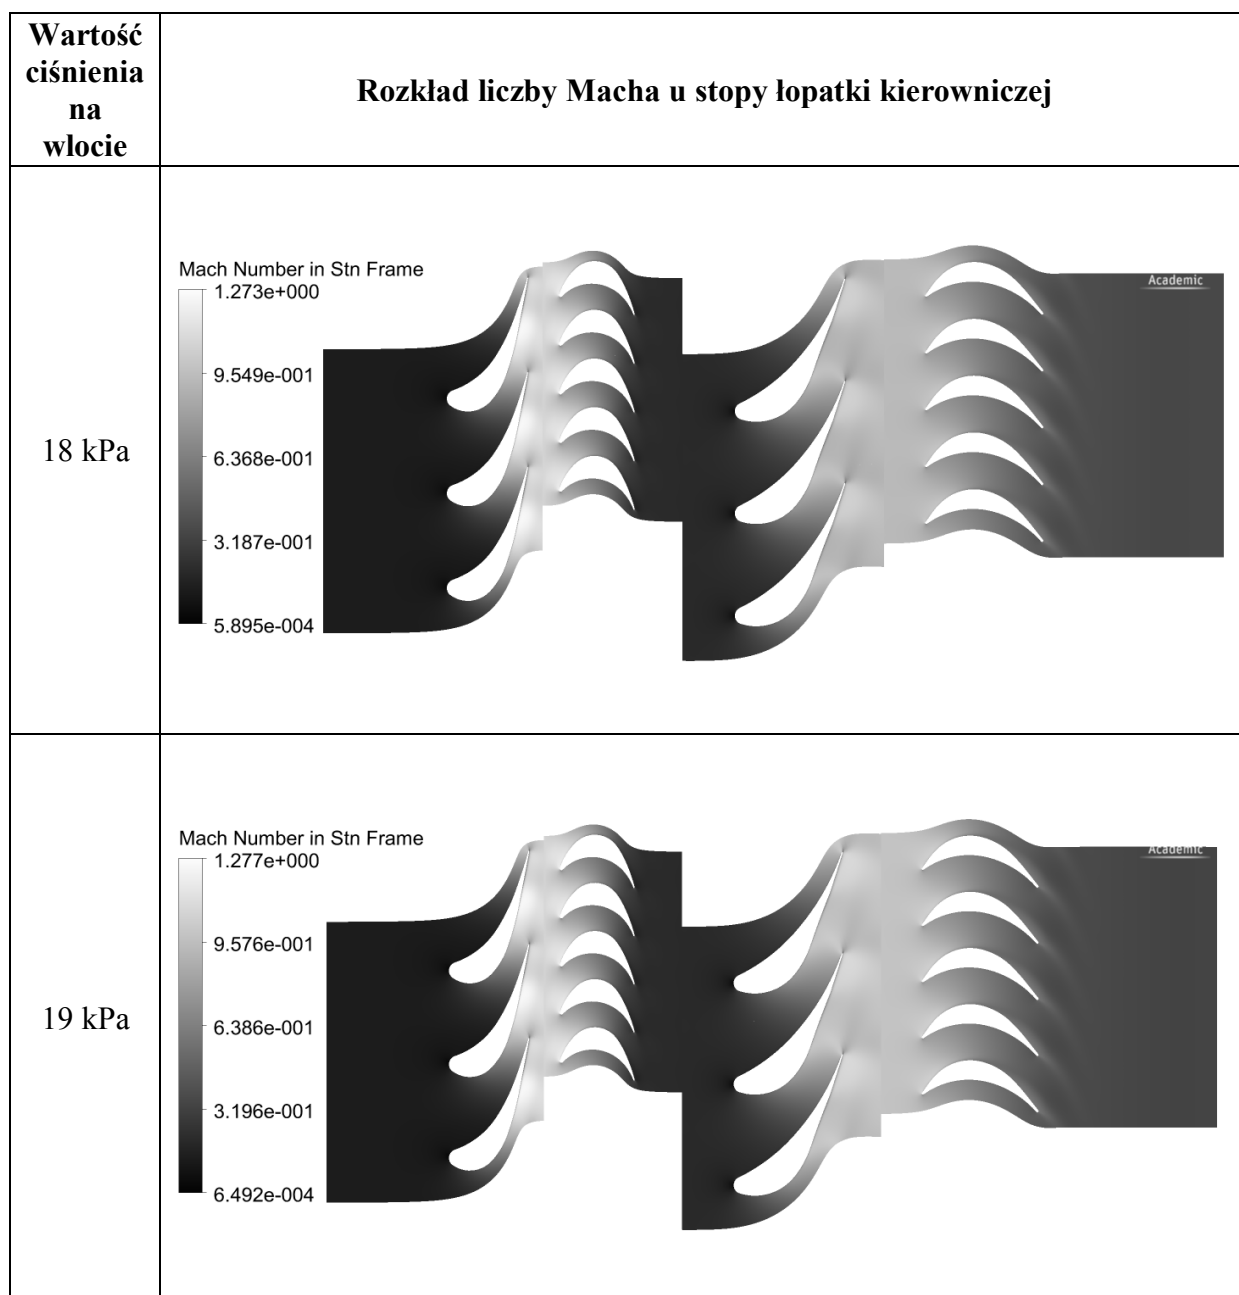 Wartość
ciśnienia
na
wlocie
Rozkład liczby Macha u stopy łopatki kierowniczej
18 kPa
Mach Number in Stn Frame
1.273e+000
9.549e-001
6.368e-001
3.187e-001
5.895e-004
Academic
19 kPa
Mach Number in Stn Frame
1.277e+000
9.576e-001
6.386e-001
3.196e-001
6.492e-004
Academic